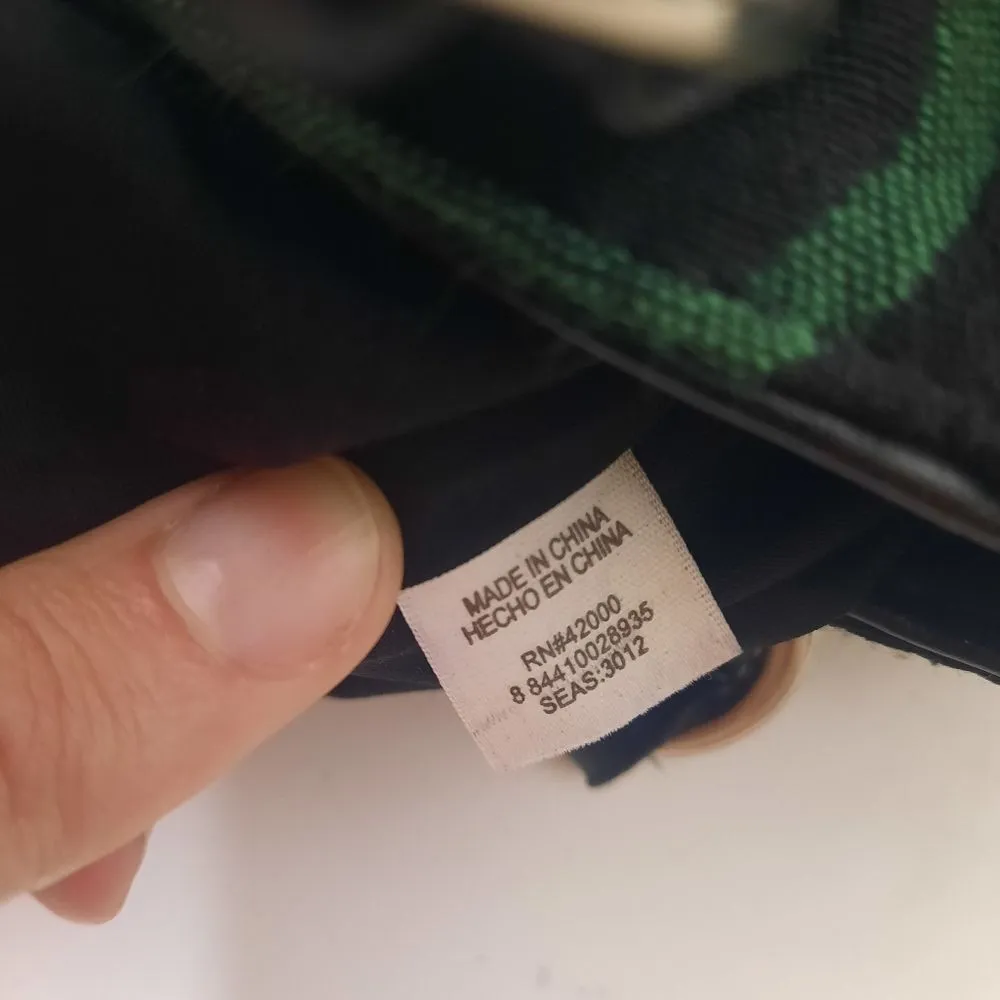 MADE IN CHINA
HECHO EN CHINA
RN#42000
8 84410028935
SEAS:3012